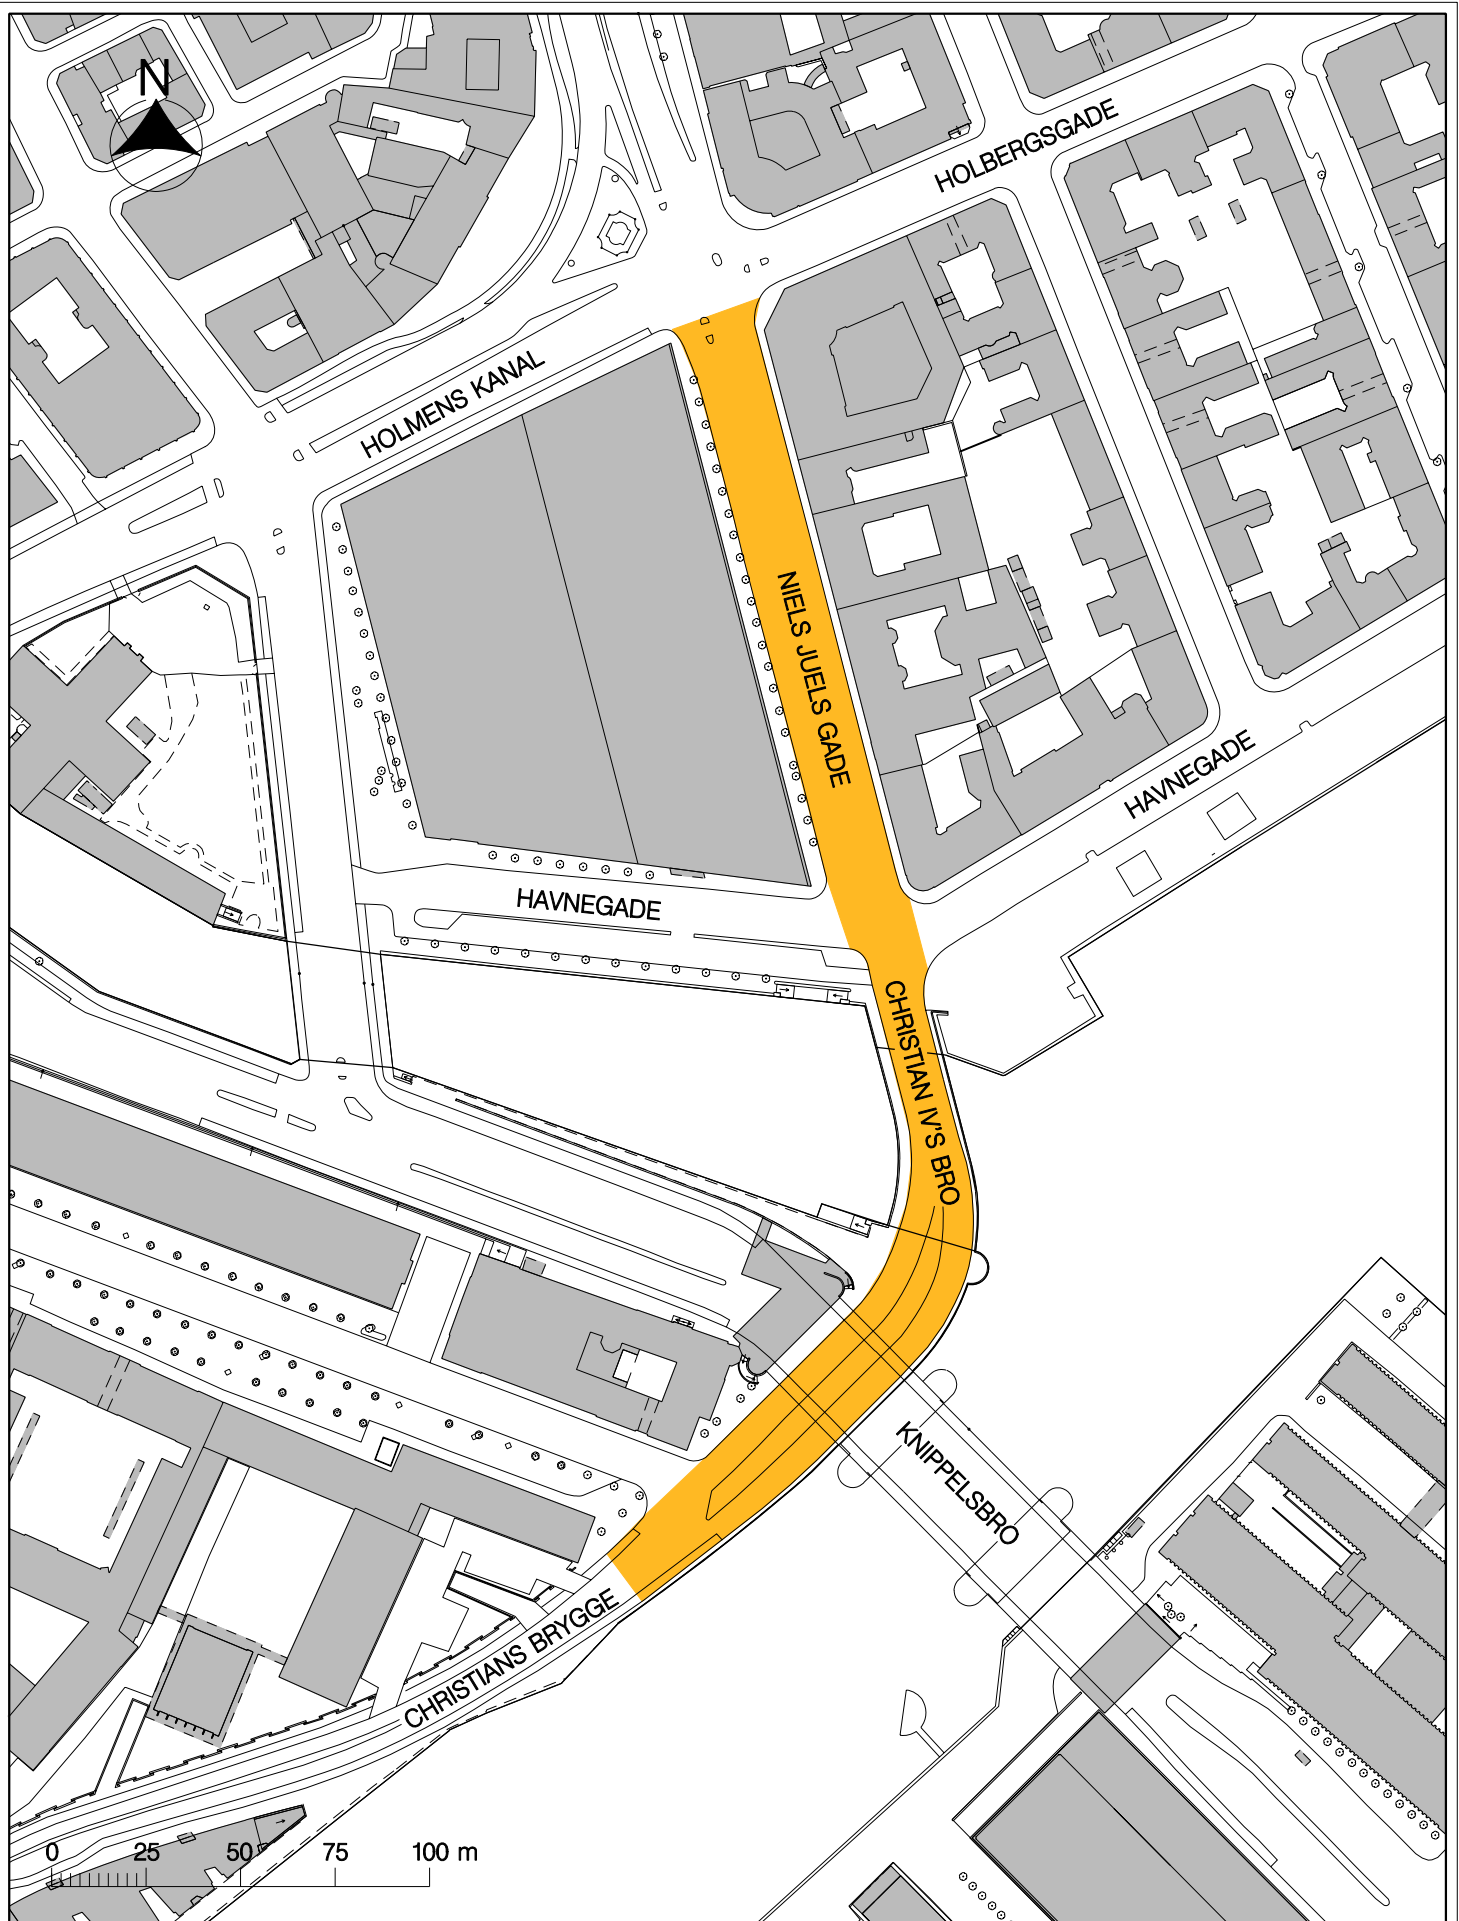 N
HOLBERGSGADE
HOLMENS KANAL
NIELS JUELS GADE
HAVNEGADE
HAVNEGADE
CHRISTIAN IV'S BRO
KNIPPELSBRO
CHRISTIANS BRYGGE
0 25 50 75 100 m